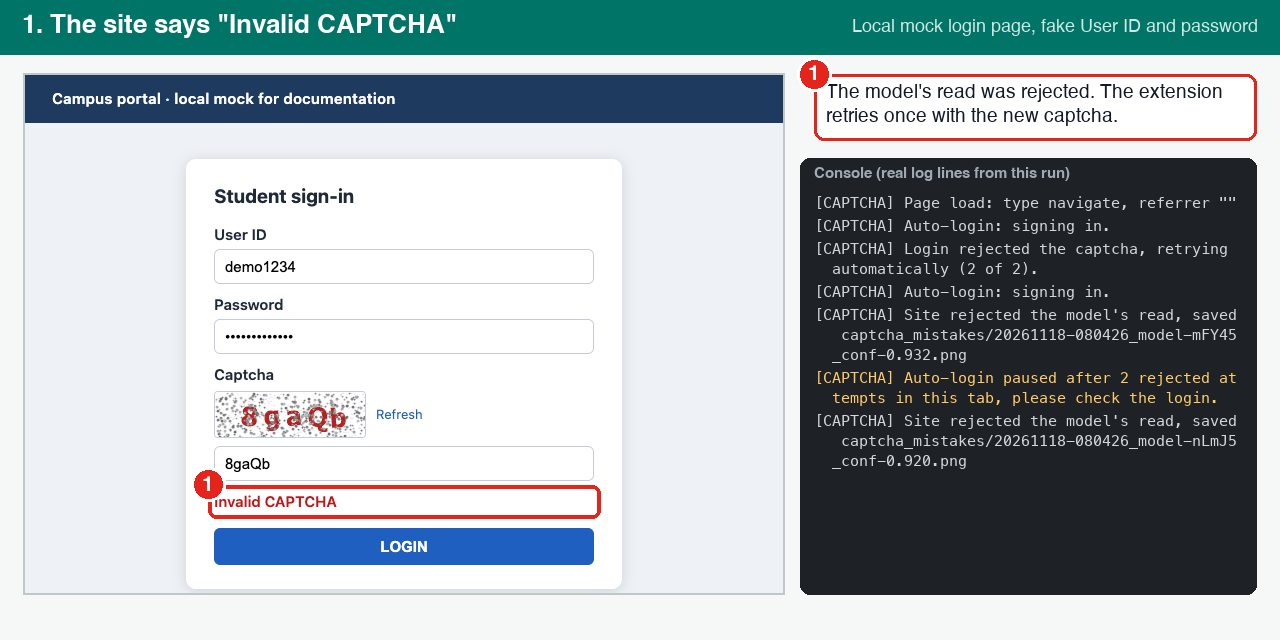 1. The site says "Invalid CAPTCHA"
Local mock login page, fake User ID and password
Campus portal · local mock for documentation
Student sign-in
User ID
demo1234
Password
•••••••••••••
Captcha
8gaQb
Refresh
8gaQb
1
Invalid CAPTCHA
LOGIN
1
The model's read was rejected. The extension
retries once with the new captcha.
Console (real log lines from this run)
[CAPTCHA] Page load: type navigate, referrer ""
[CAPTCHA] Auto-login: signing in.
[CAPTCHA] Login rejected the captcha, retrying
automatically (2 of 2).
[CAPTCHA] Auto-login: signing in.
[CAPTCHA] Site rejected the model's read, saved
captcha_mistakes/20261118-080426_model-mFY45
_conf-0.932.png
[CAPTCHA] Auto-login paused after 2 rejected at
tempts in this tab, please check the login.
[CAPTCHA] Site rejected the model's read, saved
captcha_mistakes/20261118-080426_model-nLmJ5
_conf-0.920.png